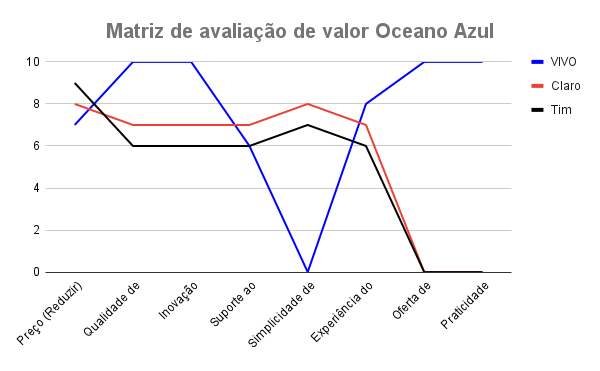 Matriz de avaliação de valor Oceano Azul
VIVO
Claro
Tim
10
8
6
4
2
0
Preço (Reduzir)
Qualidade de
Inovação
Suporte ao
Simplicidade de
Experiência do
Oferta de
Praticidade